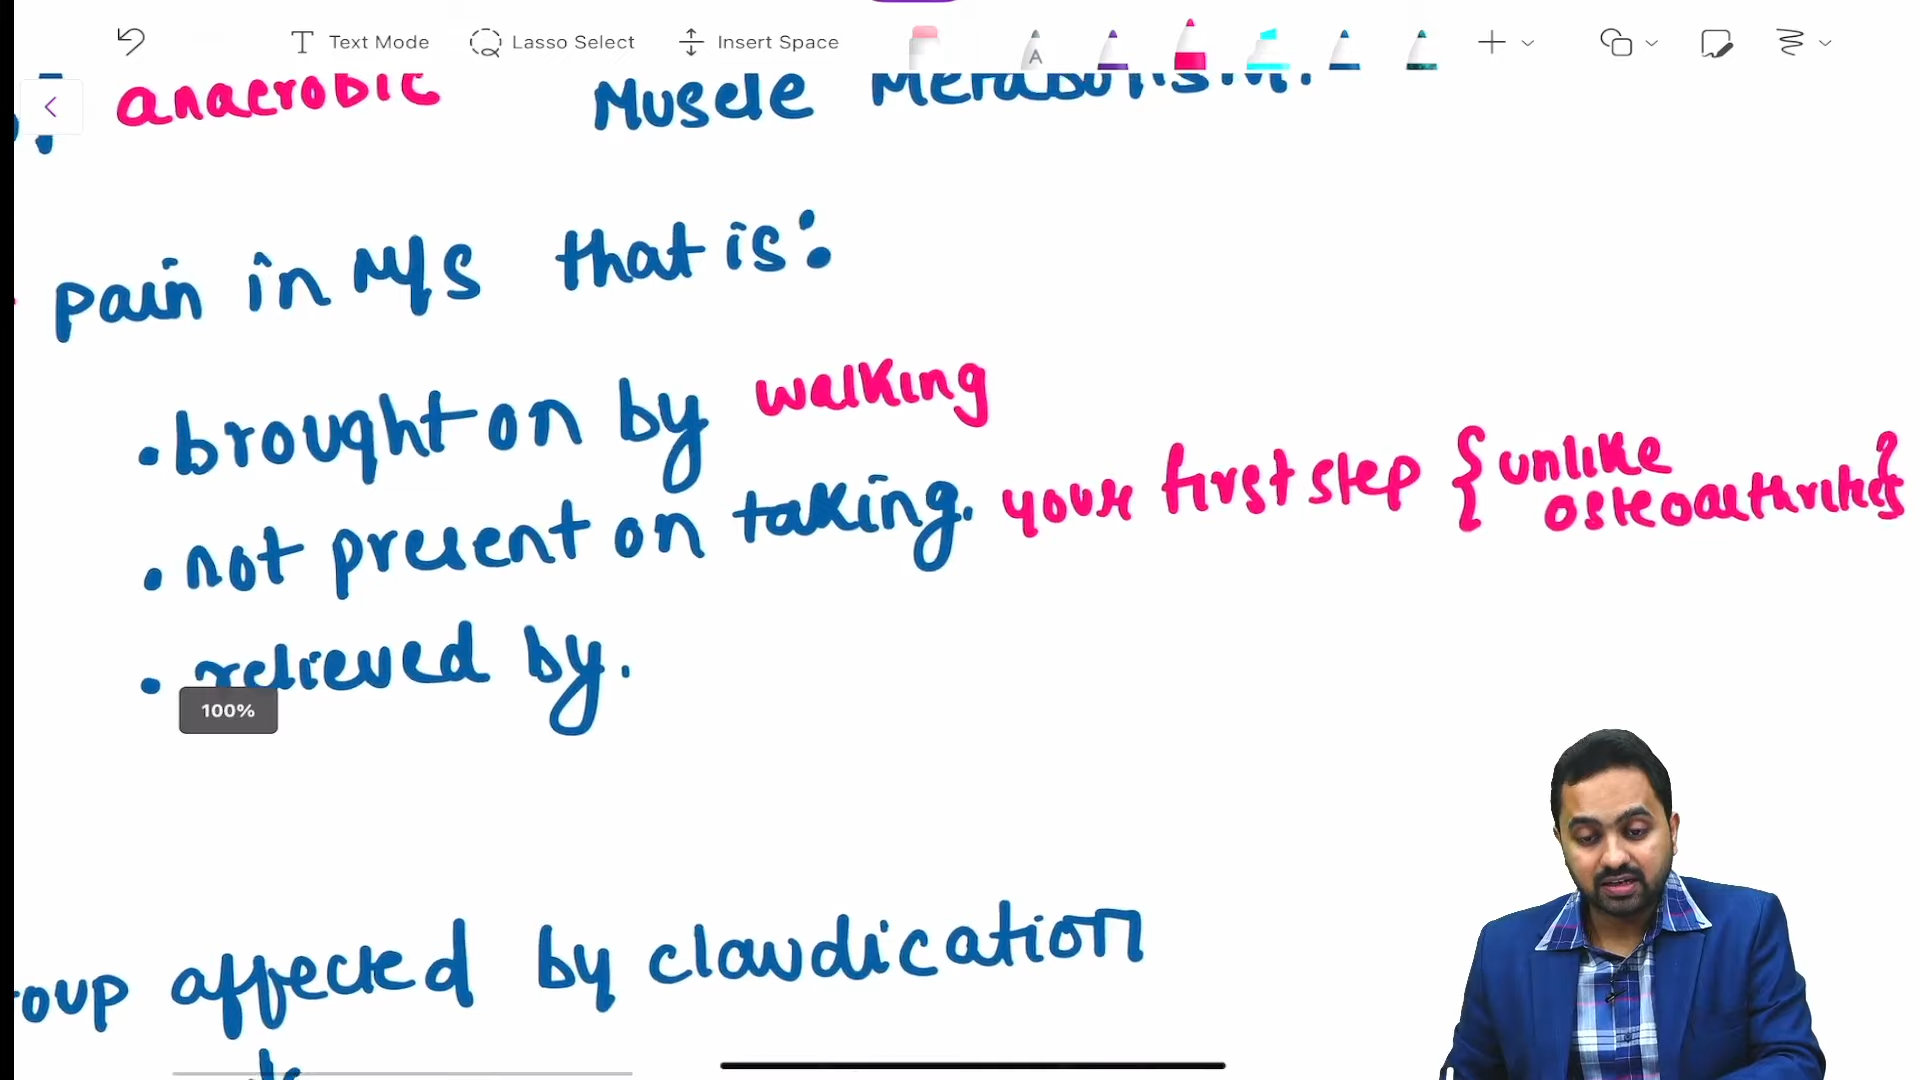 Text Mode Lasso Select Insert Space A
anaerobic Muscle Metabolism.
pain in M/S that is:
• brought on by walking
• not present on taking. your first step {unlike
osteoarthritis}
• relieved by.
100%
oup affected by claudication